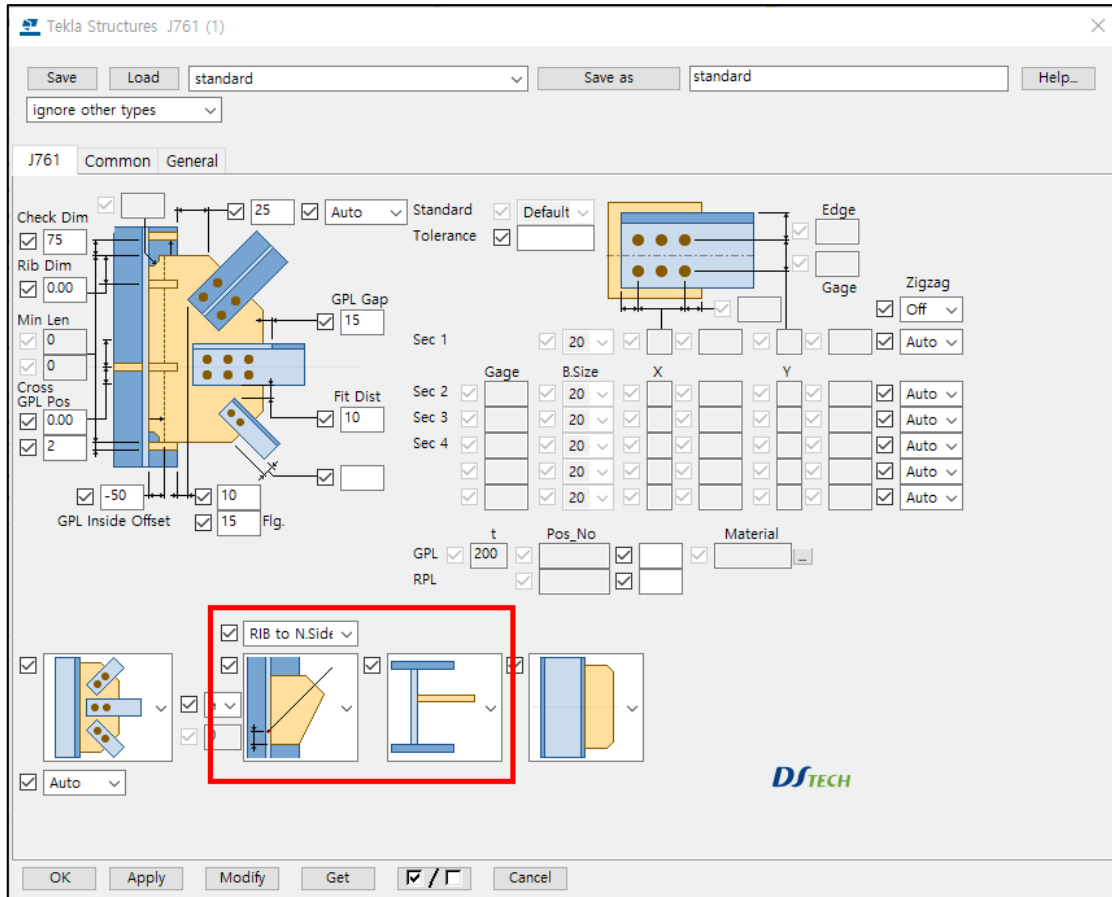 Tekla Structures J761 (1)
Save Load standard Save as standard Help...
ignore other types
J761 Common General
Check Dim 25 Auto Standard Default Edge
75 Tolerance
Rib Dim Gage
0.00 GPL Gap Zigzag
15 Off
Min Len Sec 1 20 Auto
0
0 Gage B.Size X Y
Cross Fit Dist Sec 2 20 Auto
GPL Pos 10 Sec 3 20 Auto
0.00 Sec 4 20 Auto
2 20 Auto
20 Auto
-50 10
GPL Inside Offset 15 Flg.
t Pos_No Material
GPL 200 ...
RPL
RIB to N.Side
Auto
DSTECH
OK Apply Modify Get / Cancel